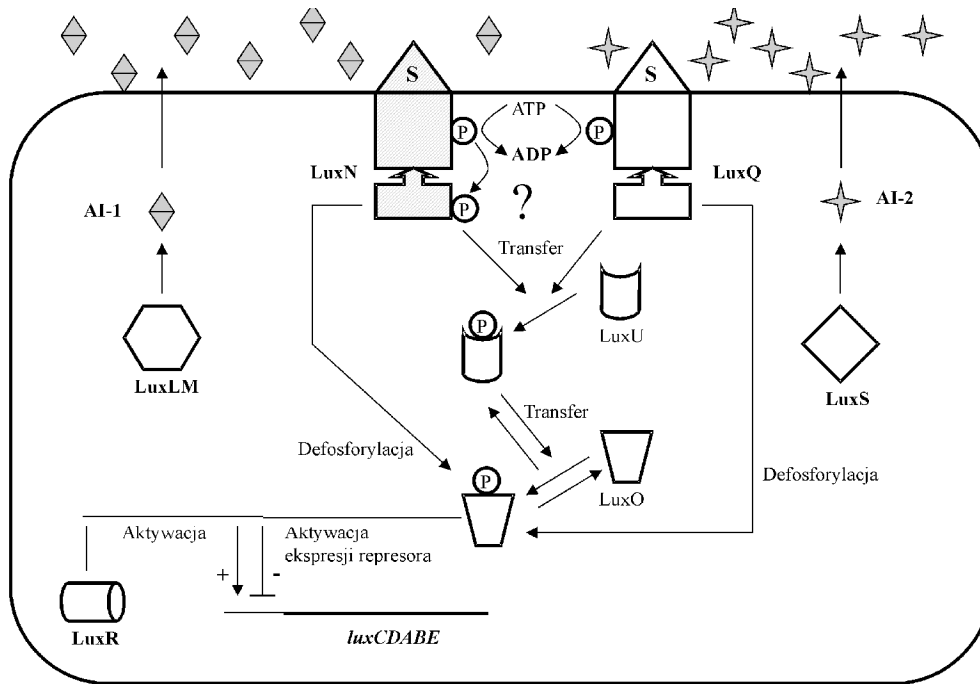 S
S
ATP
P
P
ADP
LuxN
LuxQ
P
?
AI-1
AI-2
Transfer
P
LuxU
LuxLM
LuxS
Transfer
Defosforylacja
P
LuxO
Defosforylacja
Aktywacja
Aktywacja
ekspresji represora
+
-
LuxR
luxCDABE